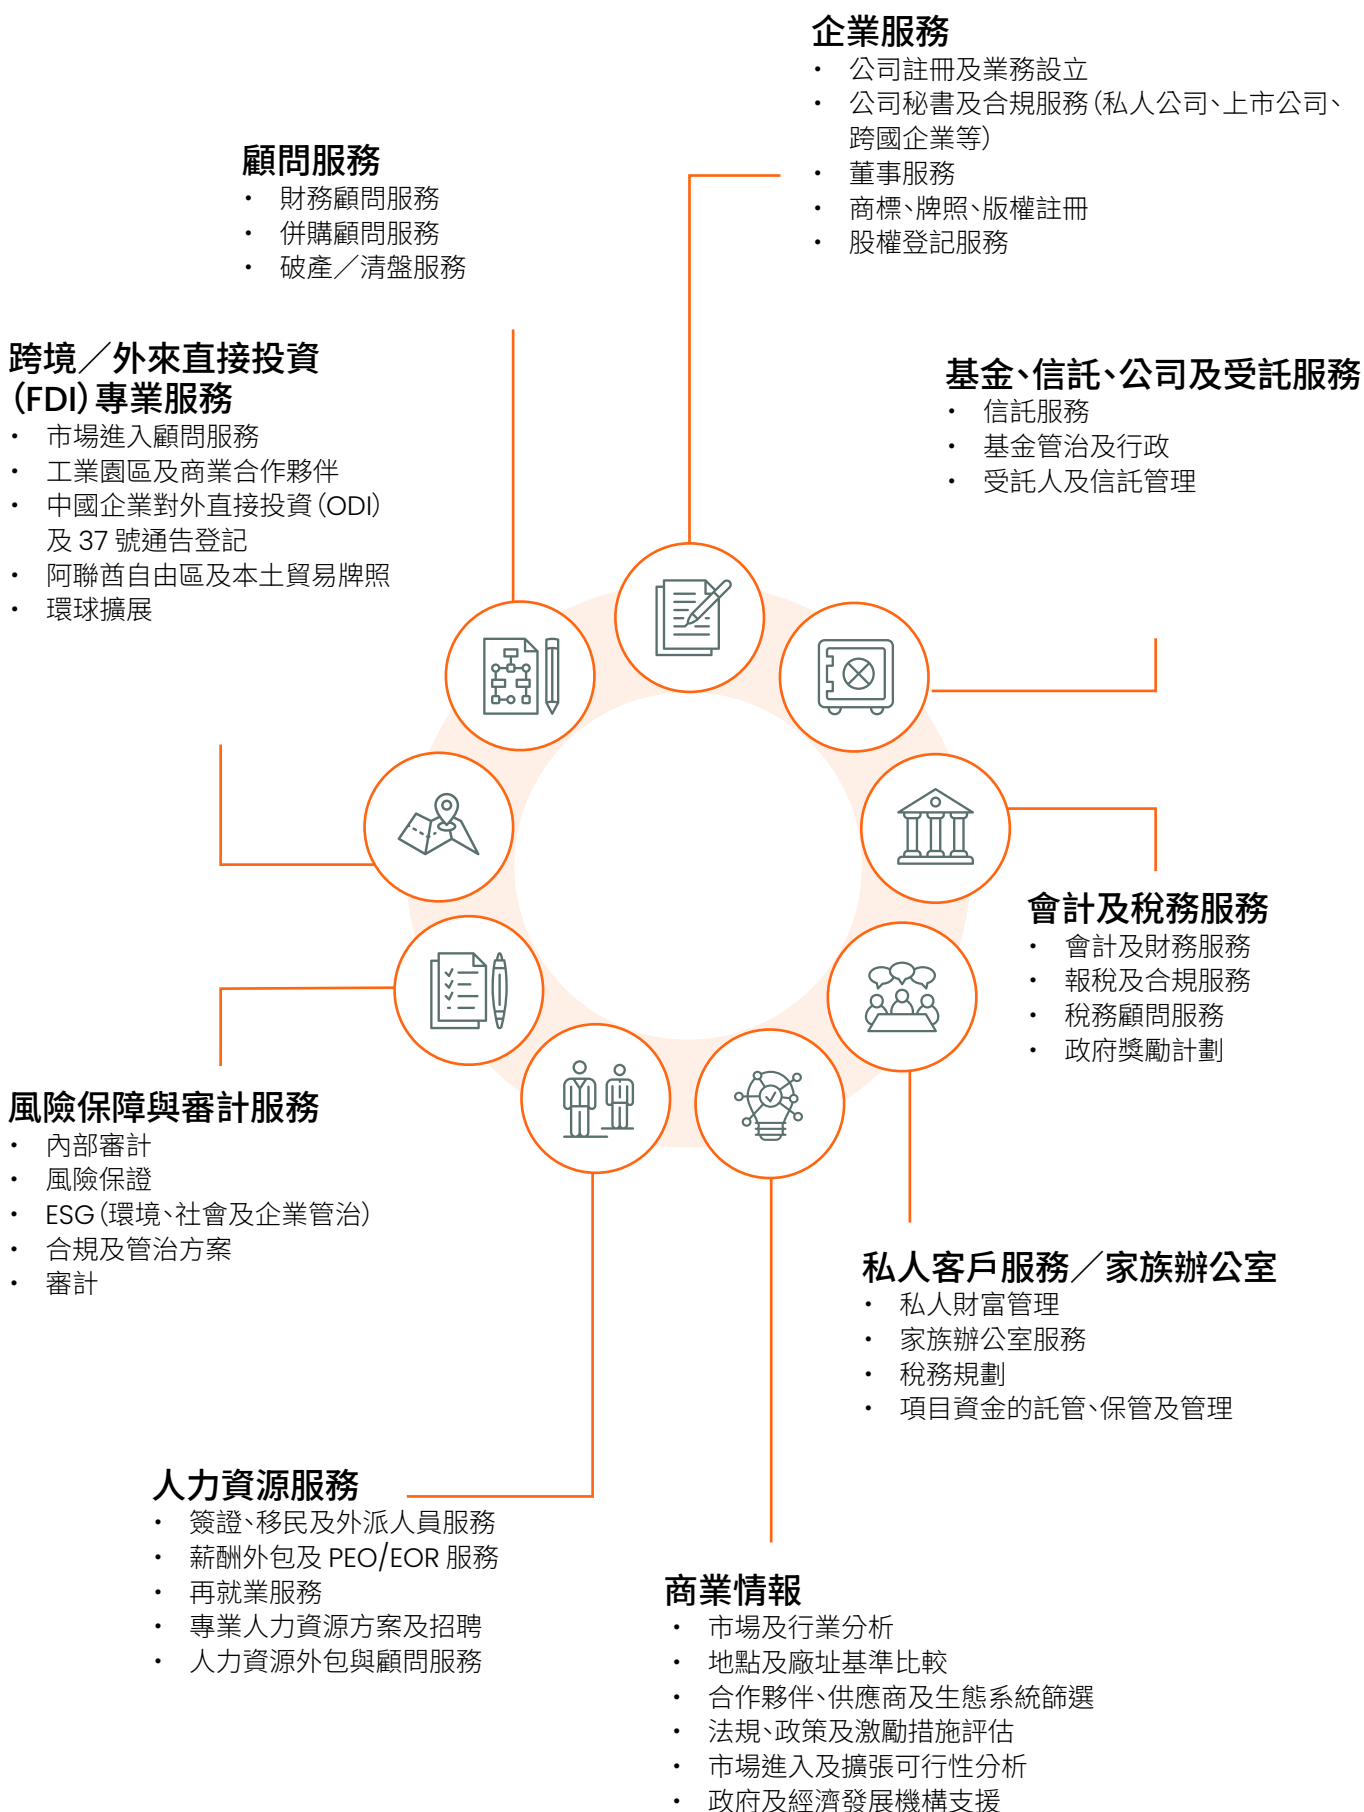 企業服務
• 公司註冊及業務設立
• 公司秘書及合規服務(私人公司、上市公司、
跨國企業等)
• 董事服務
• 商標、牌照、版權註冊
• 股權登記服務
顧問服務
• 財務顧問服務
• 併購顧問服務
• 破產／清盤服務
跨境／外來直接投資
(FDI)專業服務
• 市場進入顧問服務
• 工業園區及商業合作夥伴
• 中國企業對外直接投資(ODI)
及 37 號通告登記
• 阿聯酋自由區及本土貿易牌照
• 環球擴展
基金、信託、公司及受託服務
• 信託服務
• 基金管治及行政
• 受託人及信託管理
會計及稅務服務
• 會計及財務服務
• 報稅及合規服務
• 稅務顧問服務
• 政府獎勵計劃
風險保障與審計服務
• 內部審計
• 風險保證
• ESG(環境、社會及企業管治)
• 合規及管治方案
• 審計
私人客戶服務／家族辦公室
• 私人財富管理
• 家族辦公室服務
• 稅務規劃
• 項目資金的託管、保管及管理
人力資源服務
• 簽證、移民及外派人員服務
• 薪酬外包及 PEO/EOR 服務
• 再就業服務
• 專業人力資源方案及招聘
• 人力資源外包與顧問服務
商業情報
• 市場及行業分析
• 地點及廠址基準比較
• 合作夥伴、供應商及生態系統篩選
• 法規、政策及激勵措施評估
• 市場進入及擴張可行性分析
• 政府及經濟發展機構支援